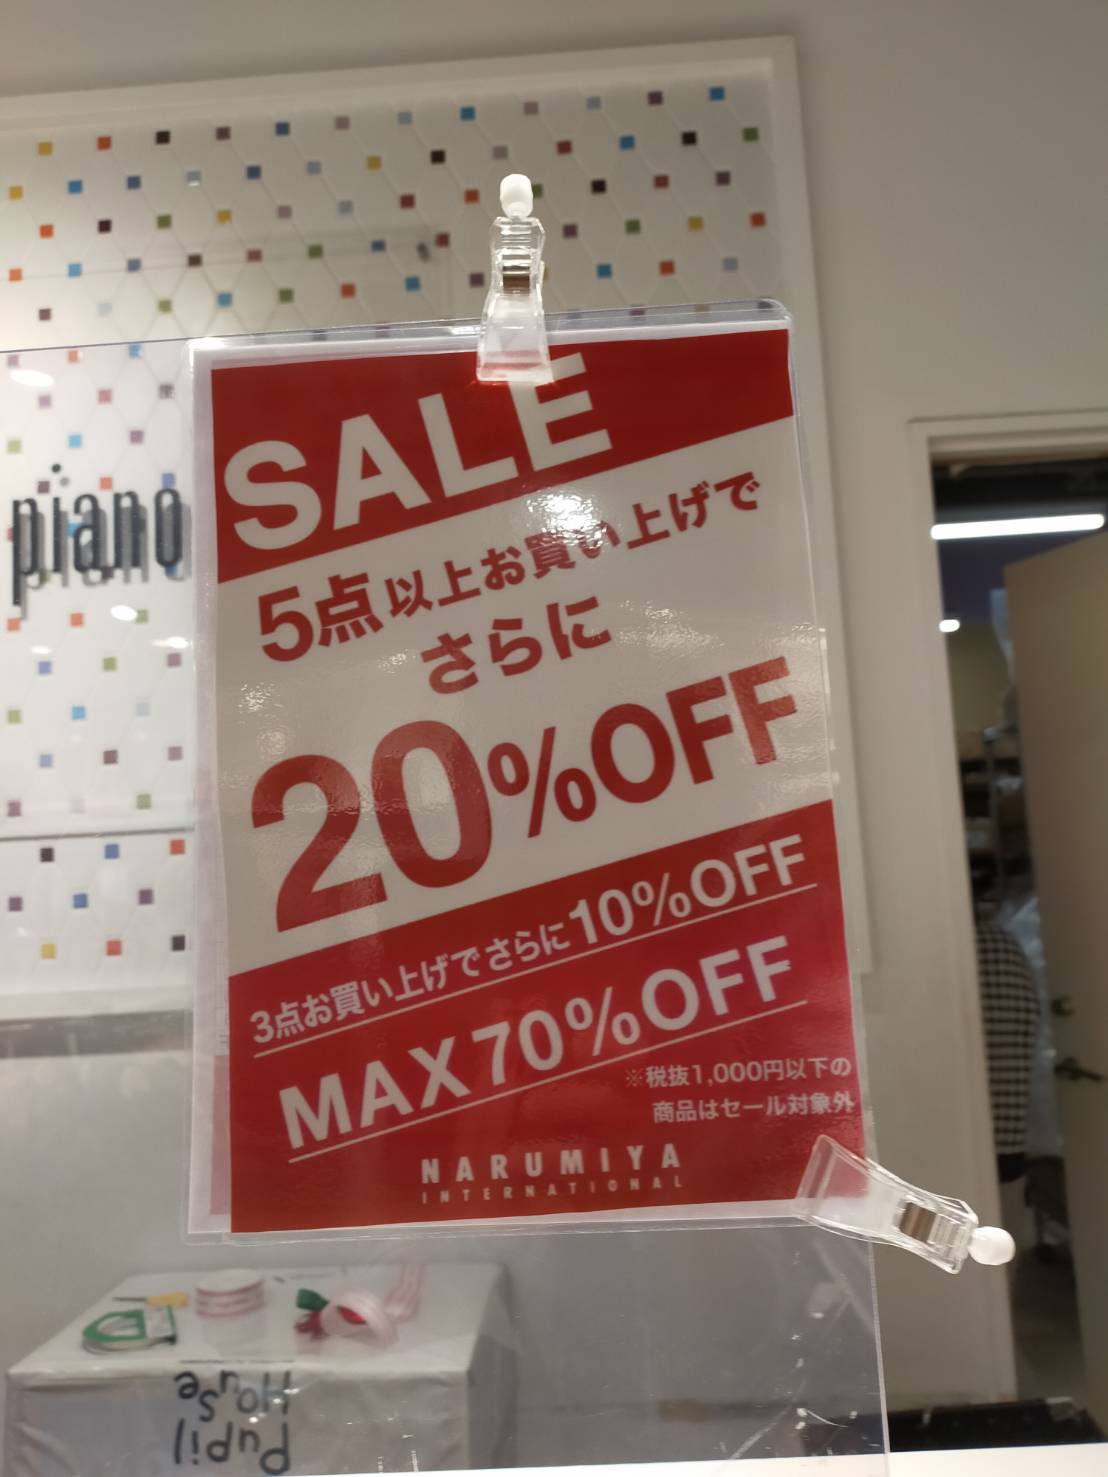 piano
SALE
5点以上お買い上げで
さらに
20%OFF
3点お買い上げでさらに10%OFF
MAX70%OFF
※税抜1,000円以下の
商品はセール対象外
NARUMIYA
INTERNATIONAL
Pupil
House